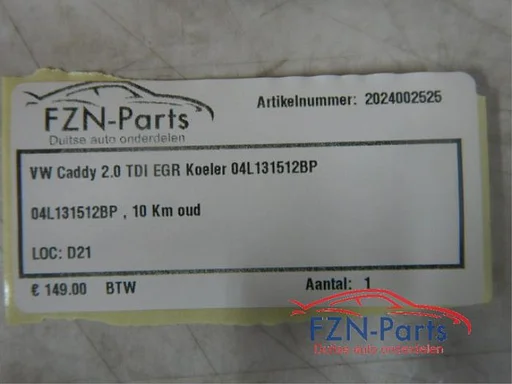 FZN-Parts
Duitse auto onderdelen
Artikelnummer: 2024002525
VW Caddy 2.0 TDI EGR Koeler 04L131512BP
04L131512BP , 10 Km oud
LOC: D21
€ 149.00 BTW
Aantal: 1
FZN-Parts
Duitse auto onderdelen